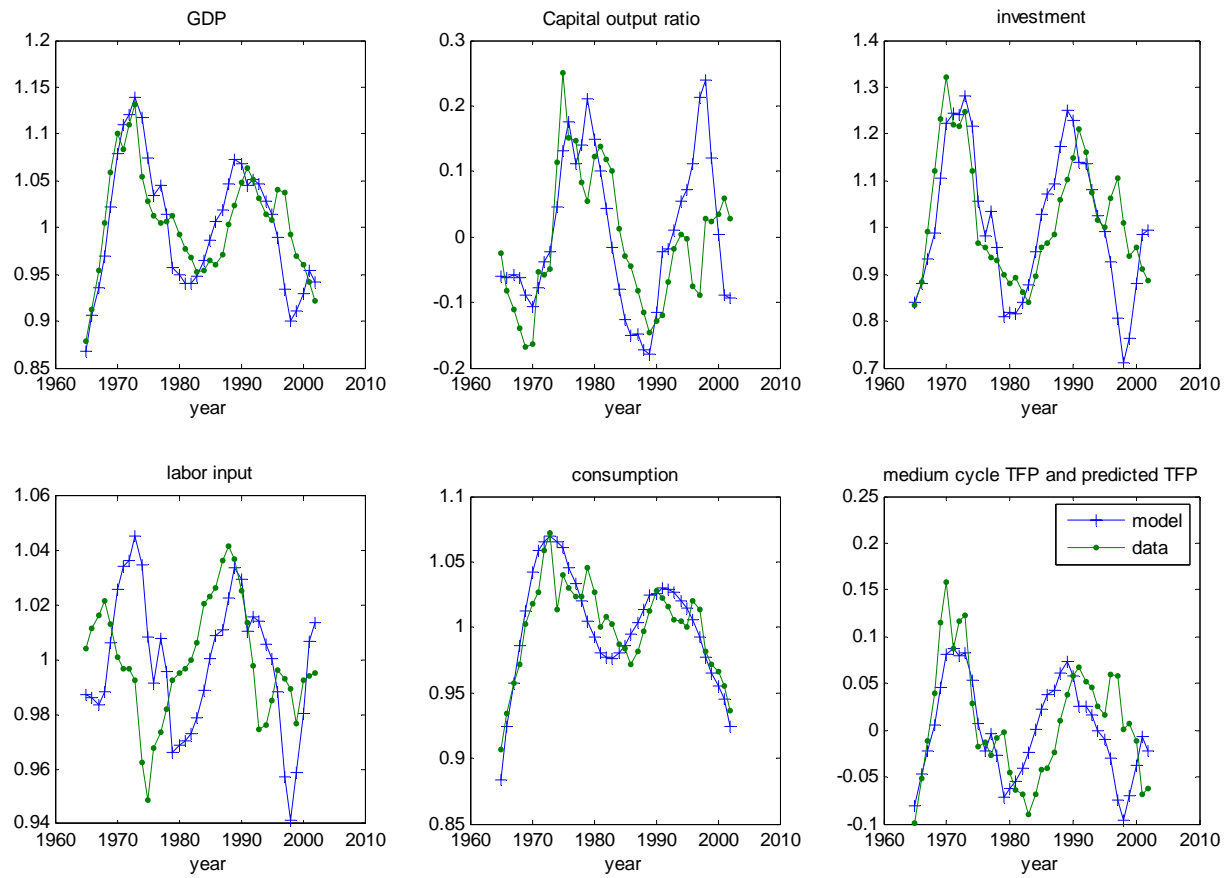 GDP
1.2
1.15
1.1
1.05
1
0.95
0.9
0.85
1960 1970 1980 1990 2000 2010
year
Capital output ratio
0.3
0.2
0.1
0
-0.1
-0.2
1960 1970 1980 1990 2000 2010
year
investment
1.4
1.3
1.2
1.1
1
0.9
0.8
0.7
1960 1970 1980 1990 2000 2010
year
labor input
1.06
1.04
1.02
1
0.98
0.96
0.94
1960 1970 1980 1990 2000 2010
year
consumption
1.1
1.05
1
0.95
0.9
0.85
1960 1970 1980 1990 2000 2010
year
medium cycle TFP and predicted TFP
0.25
0.2
0.15
0.1
0.05
0
-0.05
-0.1
1960 1970 1980 1990 2000 2010
year
model
data